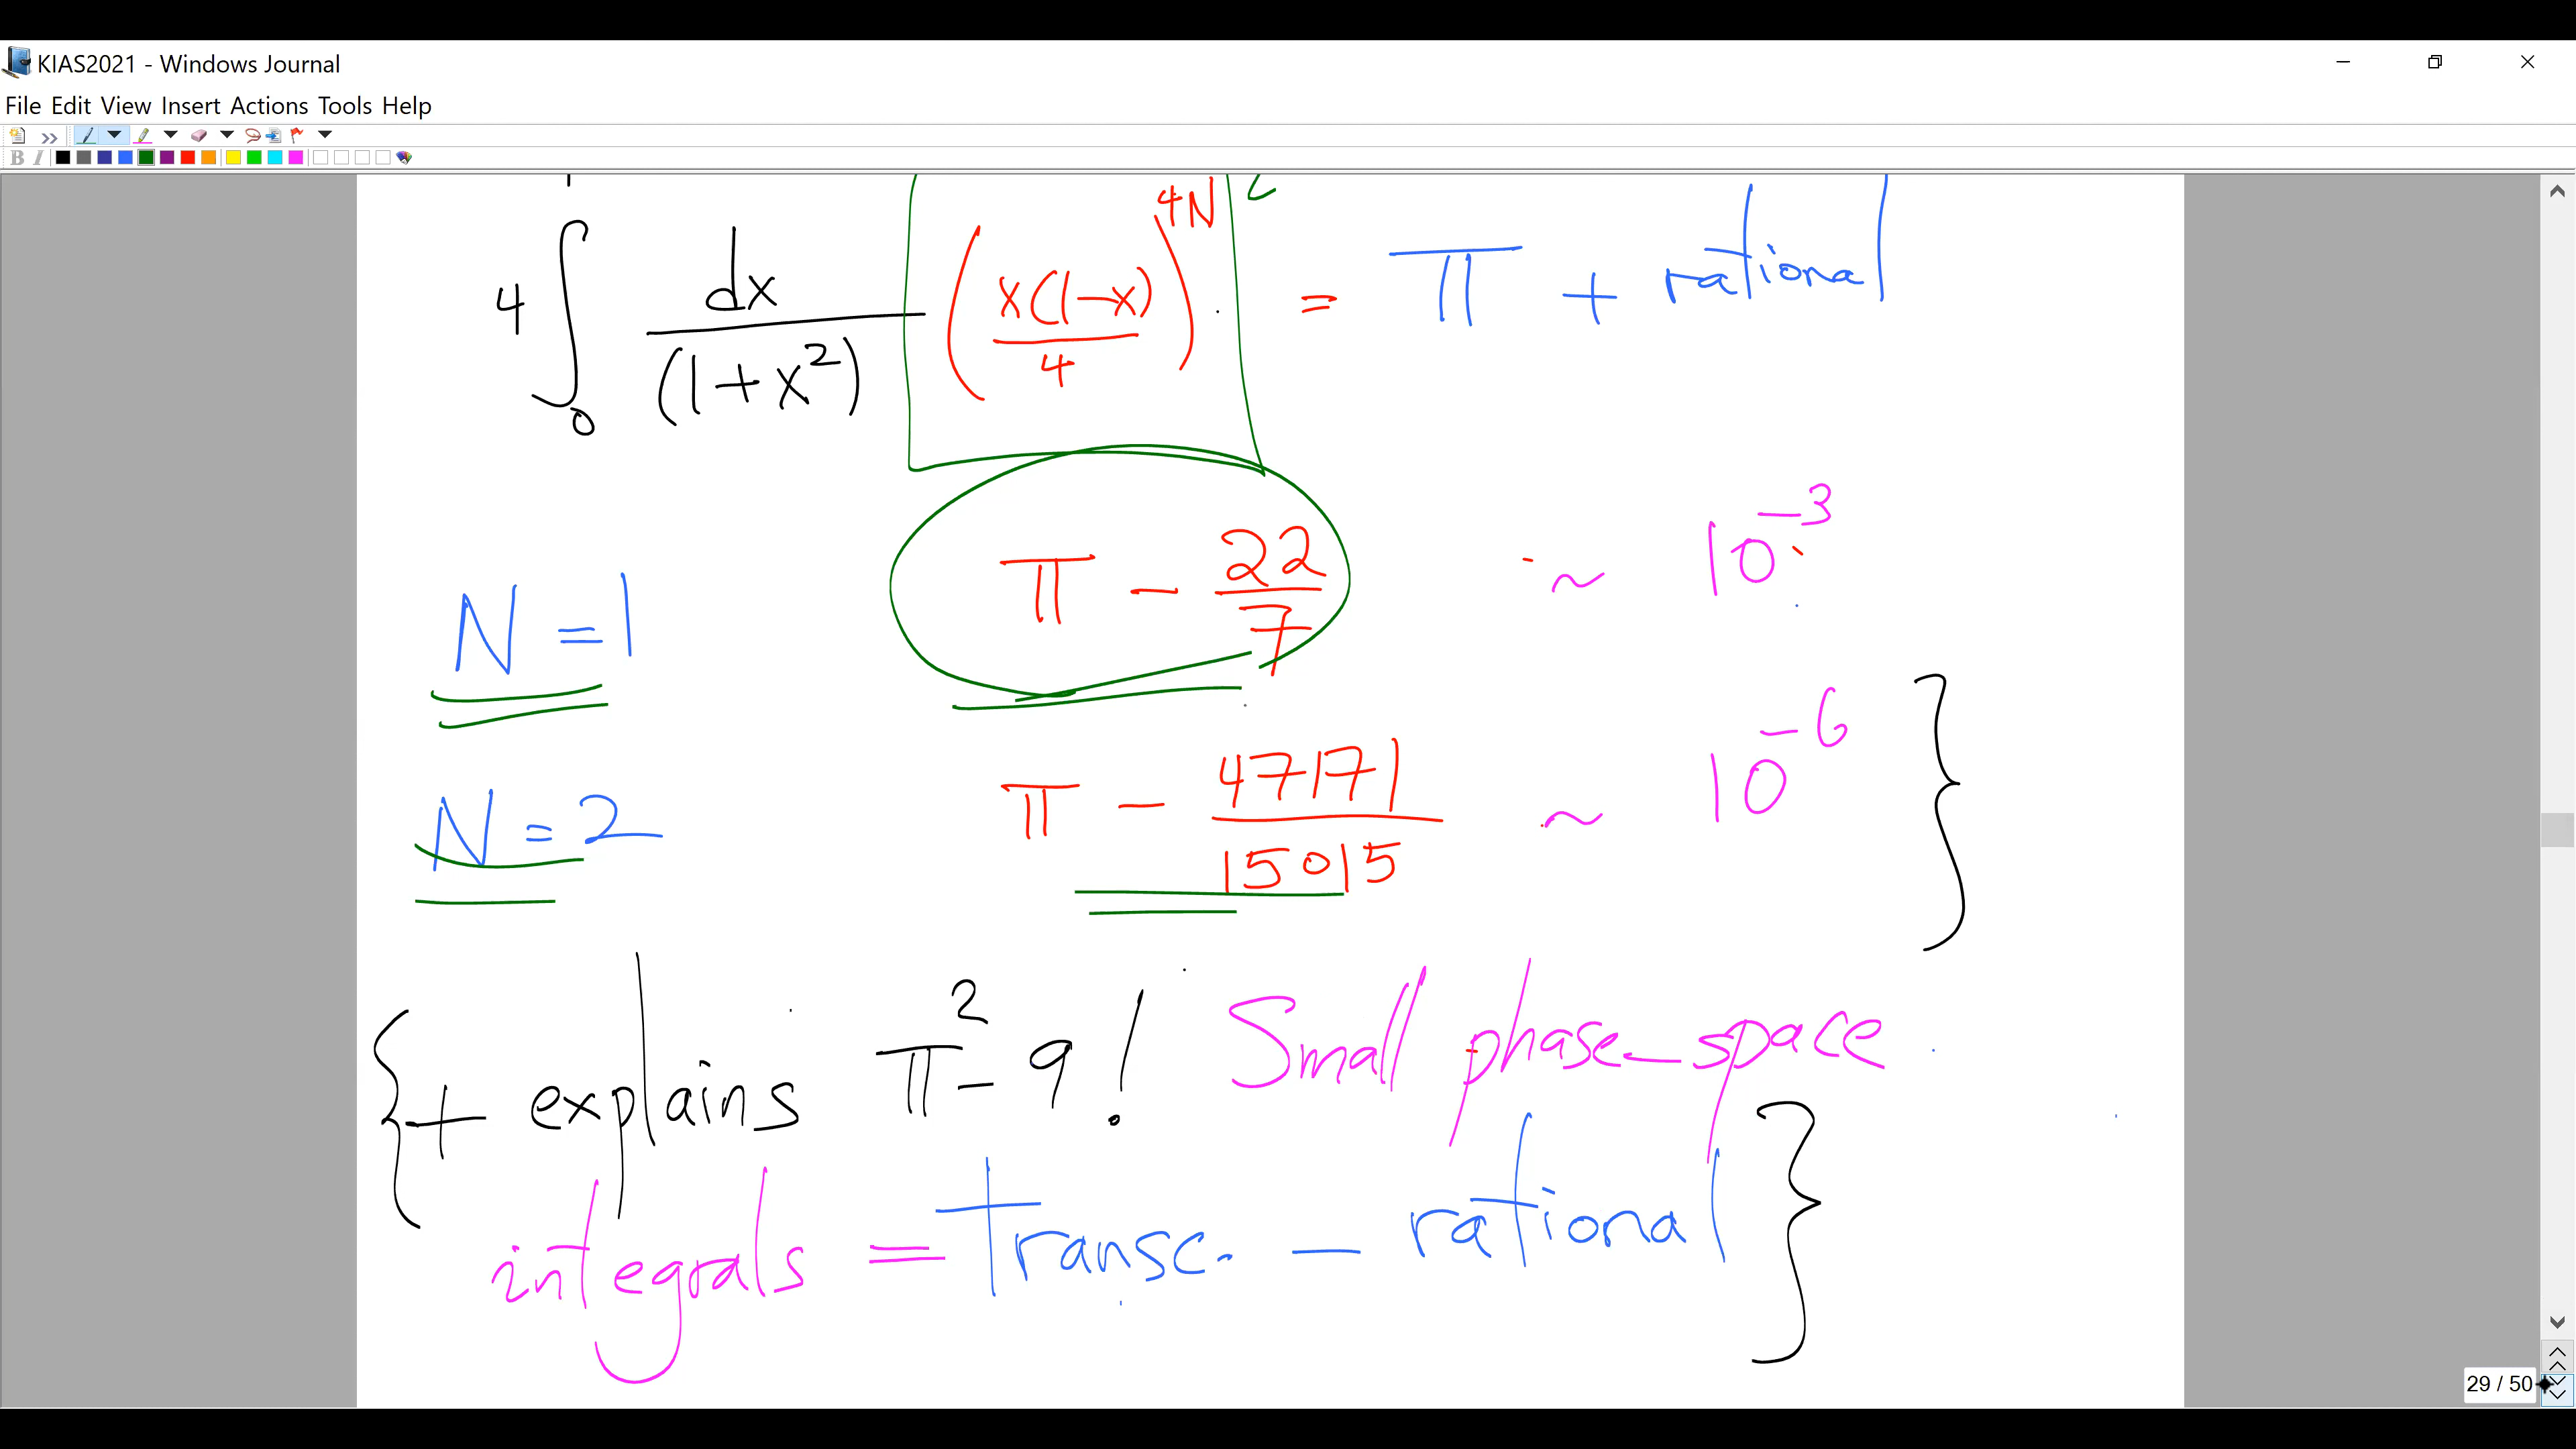 KIAS2021 - Windows Journal
File Edit View Insert Actions Tools Help
B I
4 ∫₀¹ dx/(1+x²) (x(1-x)/4)^4N = π + rational
N = 1 π - 22/7 ~ 10^-3
N = 2 π - 47171/15015 ~ 10^-6
{+ explains π² - 9! Small phase-space
integrals = transc. - rational}
29 / 50